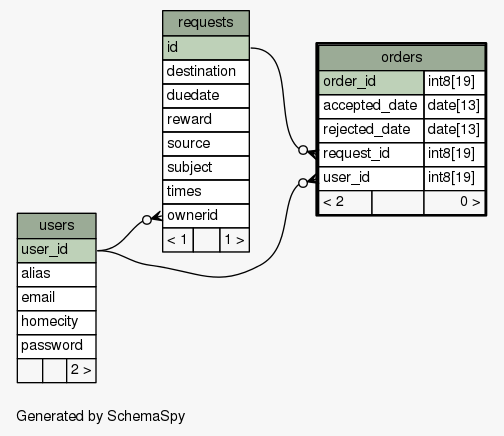 requests
id
destination
duedate
reward
source
subject
times
ownerid
< 1 1 >
orders
order_id int8[19]
accepted_date date[13]
rejected_date date[13]
request_id int8[19]
user_id int8[19]
< 2 0 >
users
user_id
alias
email
homecity
password
2 >
Generated by SchemaSpy